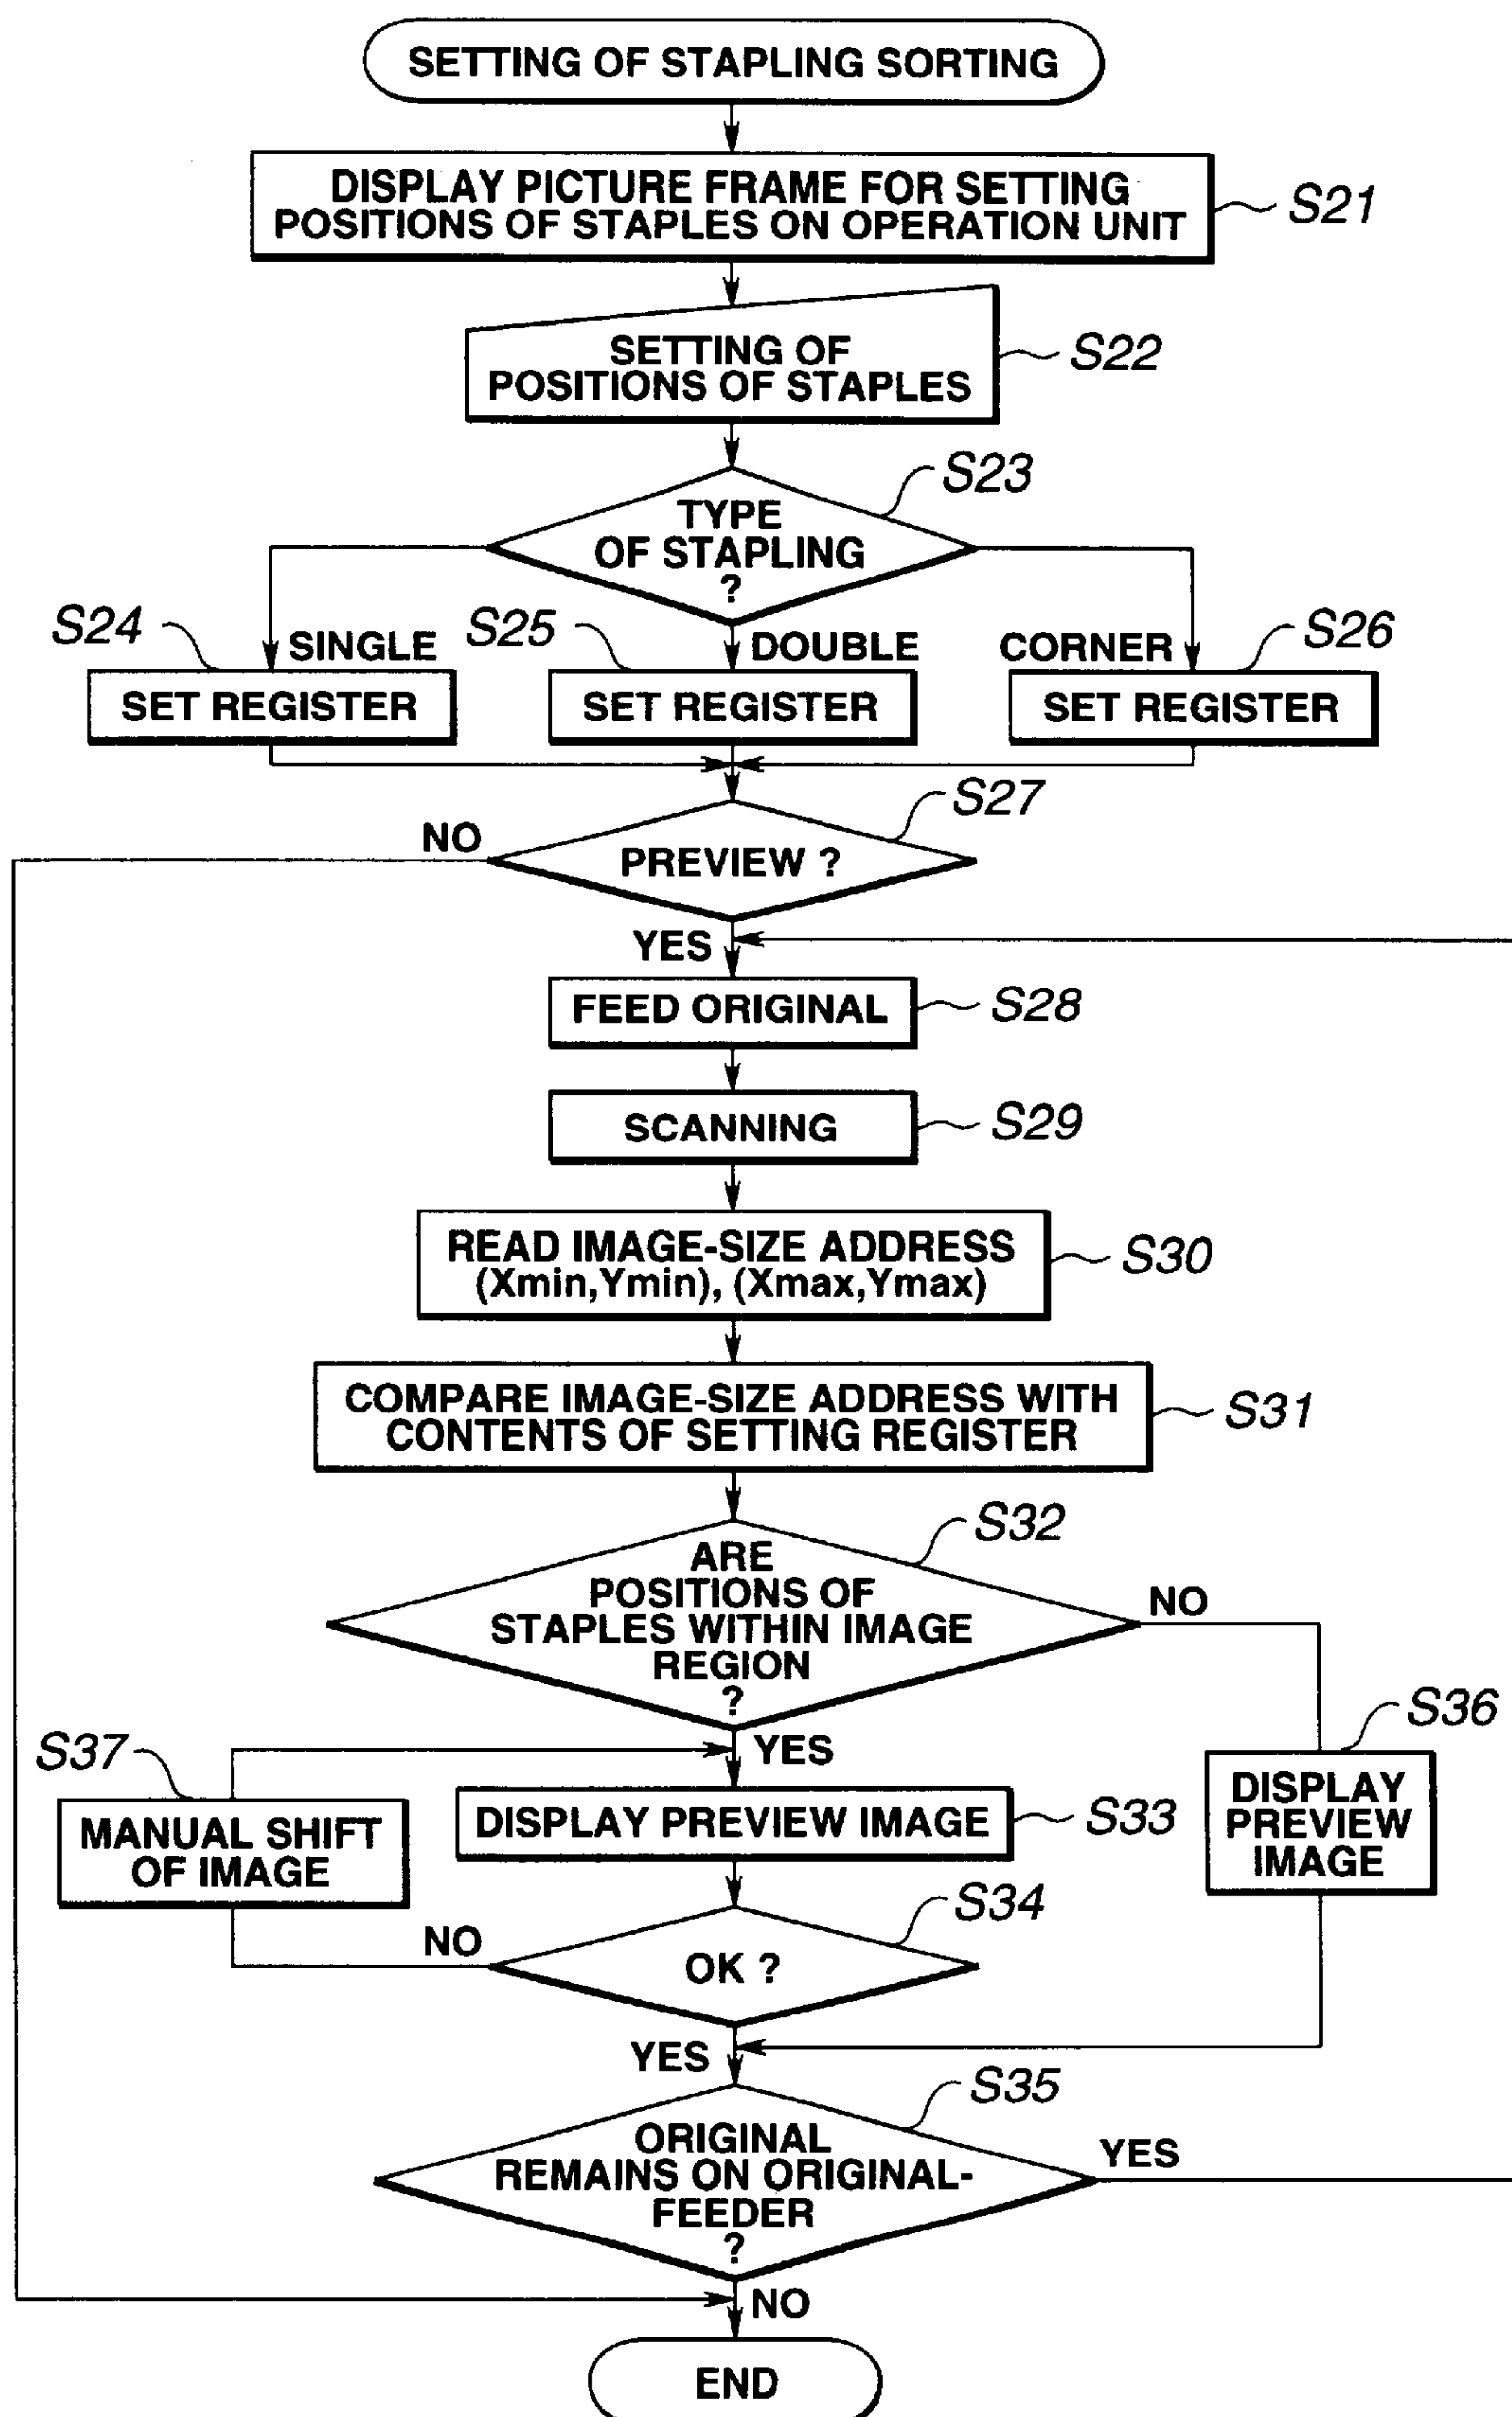 SETTING OF STAPLING SORTING
DISPLAY PICTURE FRAME FOR SETTING
POSITIONS OF STAPLES ON OPERATION UNIT
S21
SETTING OF
POSITIONS OF STAPLES
S22
S23
TYPE
OF STAPLING
?
S24
SINGLE
S25
DOUBLE
CORNER
S26
SET REGISTER
SET REGISTER
SET REGISTER
S27
NO
PREVIEW ?
YES
FEED ORIGINAL
S28
SCANNING
S29
READ IMAGE-SIZE ADDRESS
(Xmin,Ymin), (Xmax,Ymax)
S30
COMPARE IMAGE-SIZE ADDRESS WITH
CONTENTS OF SETTING REGISTER
S31
S32
ARE
POSITIONS OF
STAPLES WITHIN IMAGE
REGION
?
NO
S36
S37
YES
DISPLAY
PREVIEW
IMAGE
DISPLAY PREVIEW IMAGE
S33
MANUAL SHIFT
OF IMAGE
S34
NO
OK ?
YES
S35
ORIGINAL
REMAINS ON ORIGINAL-
FEEDER
?
YES
NO
END